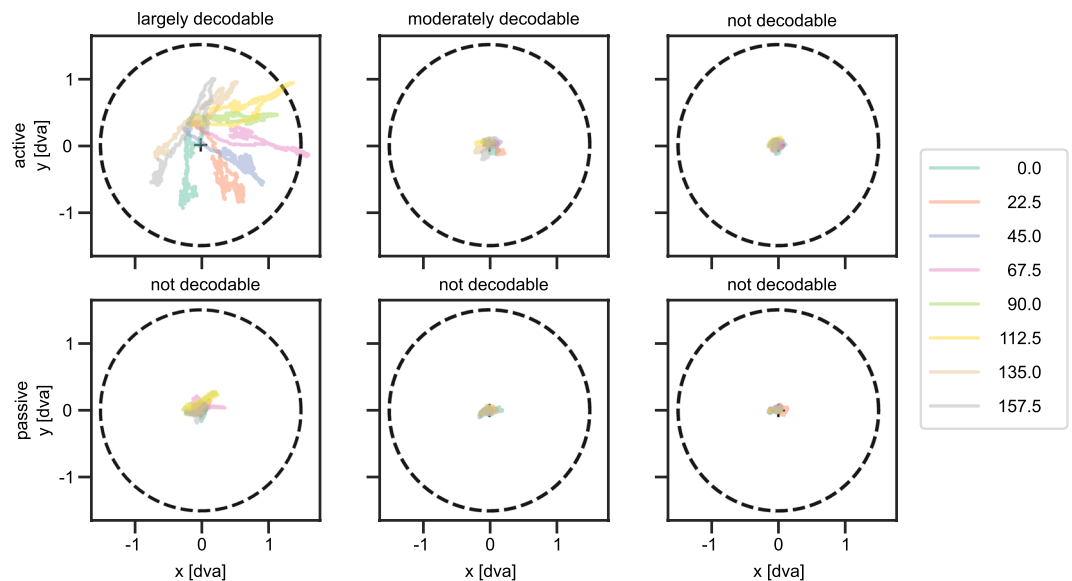 largely decodable
moderately decodable
not decodable
active
y [dva]
1
0
-1
not decodable
not decodable
not decodable
passive
y [dva]
1
0
-1
-1 0 1
-1 0 1
-1 0 1
x [dva]
x [dva]
x [dva]
0.0
22.5
45.0
67.5
90.0
112.5
135.0
157.5